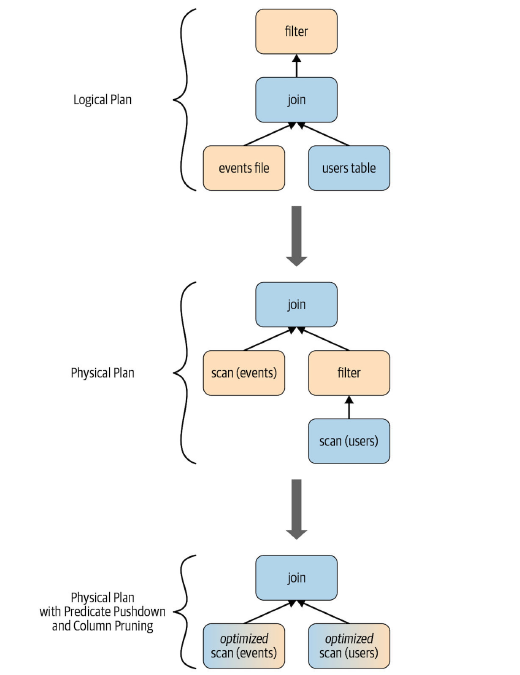 filter
Logical Plan
join
events file
users table
join
Physical Plan
scan (events)
filter
scan (users)
join
Physical Plan
with Predicate Pushdown
and Column Pruning
optimized
scan (events)
optimized
scan (users)